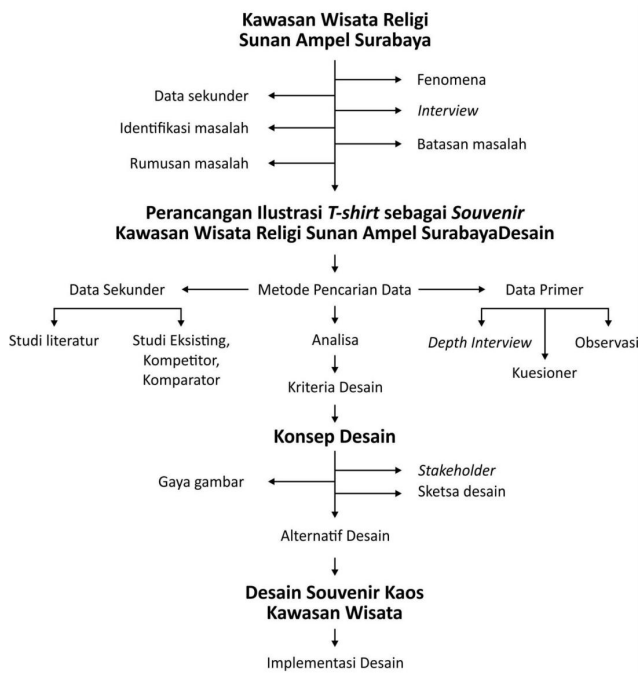 Kawasan Wisata Religi
Sunan Ampel Surabaya
Fenomena
Data sekunder
Interview
Identifikasi masalah
Batasan masalah
Rumusan masalah
Perancangan Ilustrasi T-shirt sebagai Souvenir
Kawasan Wisata Religi Sunan Ampel SurabayaDesain
Data Sekunder
Metode Pencarian Data
Data Primer
Studi literatur
Studi Eksisting,
Kompetitor,
Komparator
Analisa
Depth Interview
Observasi
Kuesioner
Kriteria Desain
Konsep Desain
Stakeholder
Gaya gambar
Sketsa desain
Alternatif Desain
Desain Souvenir Kaos
Kawasan Wisata
Implementasi Desain